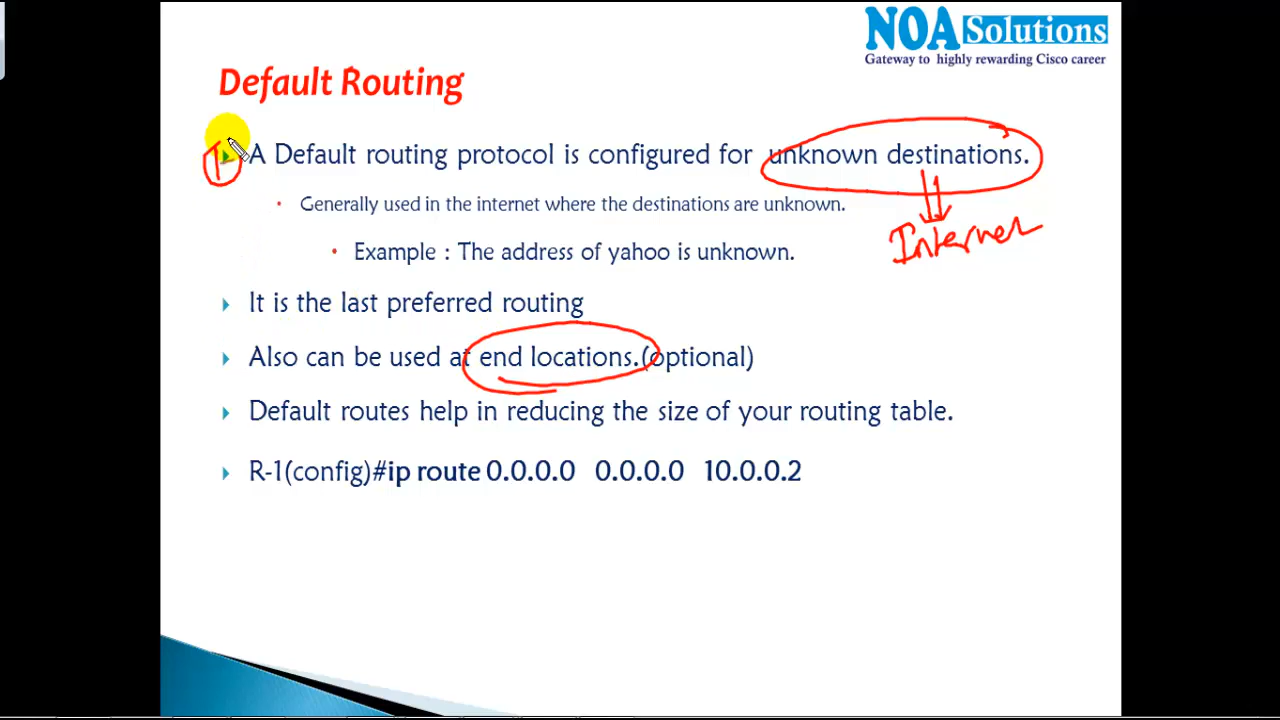 NOA Solutions
Gateway to highly rewarding Cisco career
Default Routing
1 A Default routing protocol is configured for unknown destinations.
Generally used in the internet where the destinations are unknown.
Internet
Example : The address of yahoo is unknown.
It is the last preferred routing
Also can be used at end locations.(optional)
Default routes help in reducing the size of your routing table.
R-1(config)#ip route 0.0.0.0 0.0.0.0 10.0.0.2